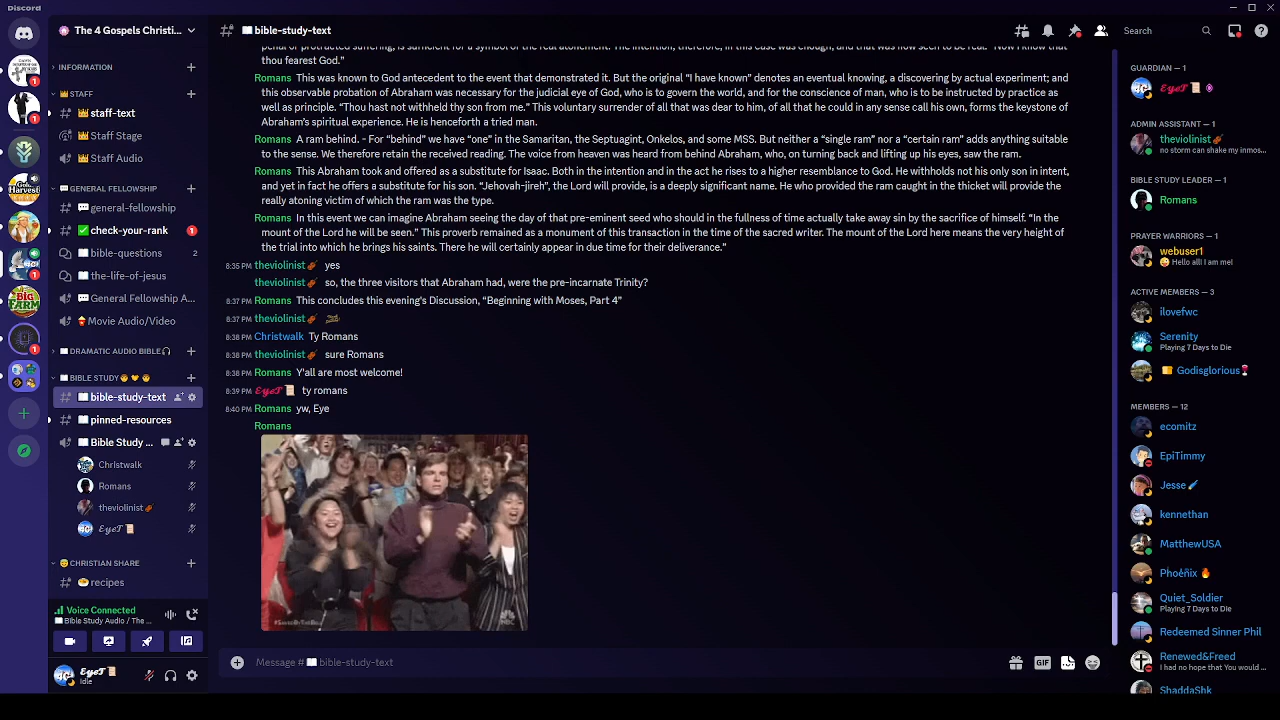 Discord
The 4 Gospels Christi...
INFORMATION
STAFF
staff-text
Staff Stage
Staff Audio
GENERAL FELLOWSHIP
general-fellowship
check-your-rank
1
bible-questions
2
the-life-of-jesus
General Fellowship A...
Movie Audio/Video
DRAMATIC AUDIO BIBLE
BIBLE STUDY
bible-study-text
pinned-resources
Bible Study ...
Christwalk
Romans
theviolinist
ℰ𝓎ℯ𝒯
CHRISTIAN SHARE
recipes
Voice Connected
Bible Study Audio / The ...
ℰ𝓎ℯ𝒯
Idle
bible-study-text
Search
thou fearest God.”
Romans This was known to God antecedent to the event that demonstrated it. But the original “I have known” denotes an eventual knowing, a discovering by actual experiment; and
this observable probation of Abraham was necessary for the judicial eye of God, who is to govern the world, and for the conscience of man, who is to be instructed by practice as
well as principle. “Thou hast not withheld thy son from me.” This voluntary surrender of all that was dear to him, of all that he could in any sense call his own, forms the keystone of
Abraham’s spiritual experience. He is henceforth a tried man.
Romans A ram behind. - For “behind” we have “one” in the Samaritan, the Septuagint, Onkelos, and some MSS. But neither a “single ram” nor a “certain ram” adds anything suitable
to the sense. We therefore retain the received reading. The voice from heaven was heard from behind Abraham, who, on turning back and lifting up his eyes, saw the ram.
Romans This Abraham took and offered as a substitute for Isaac. Both in the intention and in the act he rises to a higher resemblance to God. He withholds not his only son in intent,
and yet in fact he offers a substitute for his son. “Jehovah-jireh”, the Lord will provide, is a deeply significant name. He who provided the ram caught in the thicket will provide the
really atoning victim of which the ram was the type.
Romans In this event we can imagine Abraham seeing the day of that pre-eminent seed who should in the fullness of time actually take away sin by the sacrifice of himself. “In the
mount of the Lord he will be seen.” This proverb remained as a monument of this transaction in the time of the sacred writer. The mount of the Lord here means the very height of
the trial into which he brings his saints. There he will certainly appear in due time for their deliverance.”
8:35 PM theviolinist yes
theviolinist so, the three visitors that Abraham had, were the pre-incarnate Trinity?
8:37 PM Romans This concludes this evening's Discussion, “Beginning with Moses, Part 4”
8:37 PM theviolinist
8:38 PM Christwalk Ty Romans
8:38 PM theviolinist sure Romans
8:38 PM Romans Y'all are most welcome!
8:39 PM ℰ𝓎ℯ𝒯 ty romans
8:40 PM Romans yw, Eye
Romans
NBC
Message # bible-study-text
GIF
GUARDIAN — 1
ℰ𝓎ℯ𝒯
ADMIN ASSISTANT — 1
theviolinist
no storm can shake my inmos...
BIBLE STUDY LEADER — 1
Romans
PRAYER WARRIORS — 1
webuser1
Hello all! I am me!
ACTIVE MEMBERS — 3
ilovefwc
Serenity
Playing 7 Days to Die
Godisglorious
MEMBERS — 12
ecomitz
EpiTimmy
Jesse
kennethan
MatthewUSA
Quiet_Soldier
Playing 7 Days to Die
Redeemed Sinner Phil
Renewed&Freed
I had no hope that You would ...
ShaddaShk